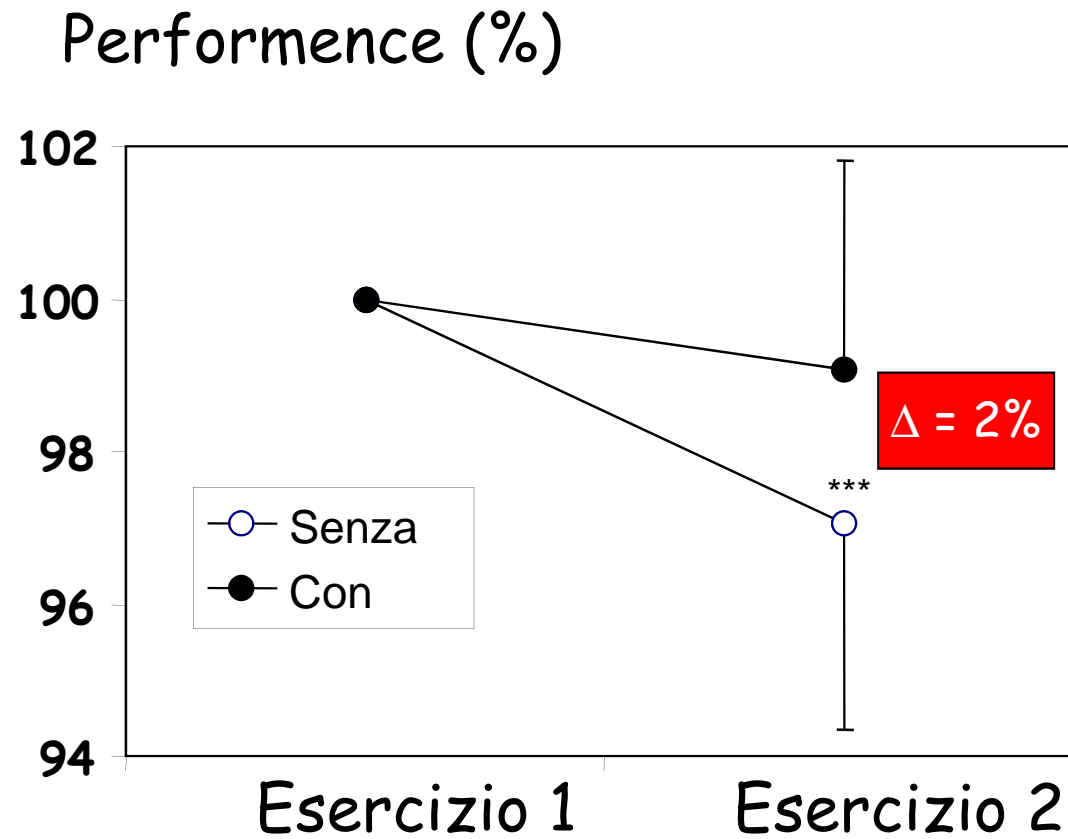 Performence (%)
102
100
98
96
94
Δ = 2%
***
Senza
Con
Esercizio 1
Esercizio 2